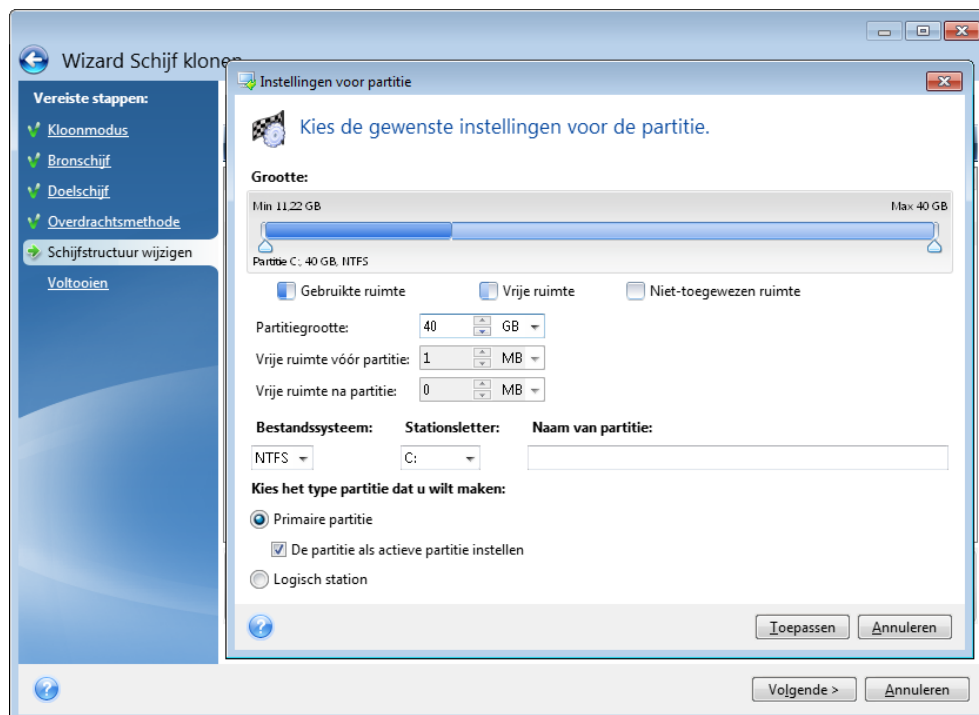 Wizard Schijf klonen
Vereiste stappen:
Kloonmodus
Bronschijf
Doelschijf
Overdrachtsmethode
Schijfstructuur wijzigen
Voltooien
Instellingen voor partitie
Kies de gewenste instellingen voor de partitie.
Grootte:
Min 11,22 GB Max 40 GB
Partitie C:, 40 GB, NTFS
Gebruikte ruimte Vrije ruimte Niet-toegewezen ruimte
Partitiegrootte: 40 GB
Vrije ruimte vóór partitie: 1 MB
Vrije ruimte na partitie: 0 MB
Bestandssysteem: Stationsletter: Naam van partitie:
NTFS C:
Kies het type partitie dat u wilt maken:
Primaire partitie
De partitie als actieve partitie instellen
Logisch station
Toepassen Annuleren
Volgende > Annuleren